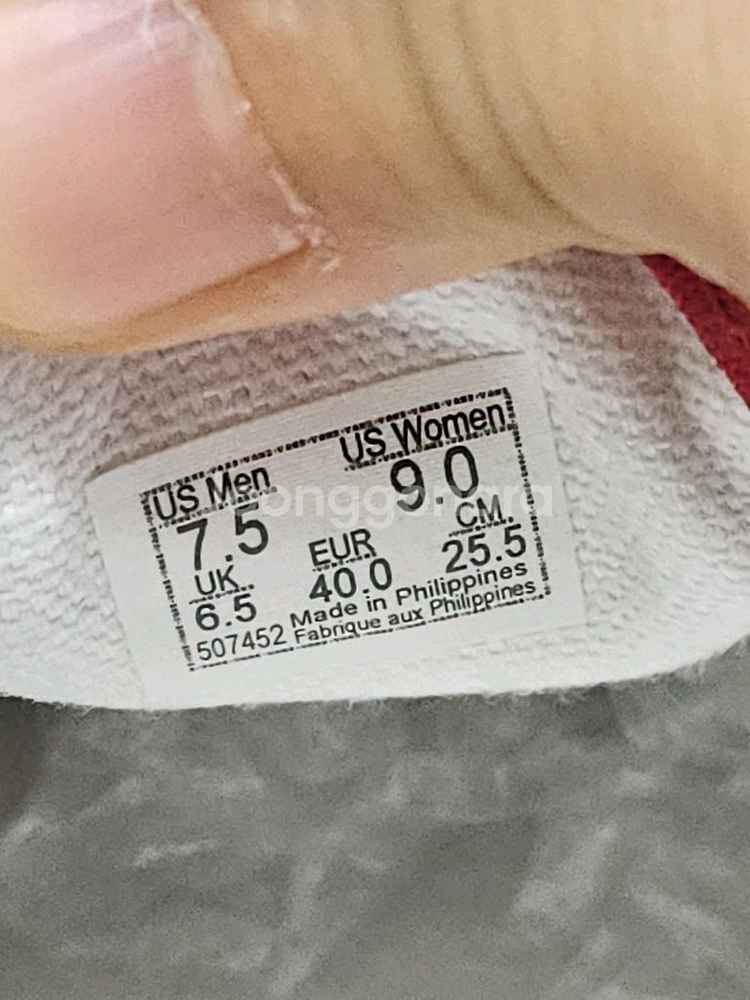 US Men US Women
7.5 9.0
UK EUR CM
6.5 40.0 25.5
507452 Made in Philippines
Fabrique aux Philippines